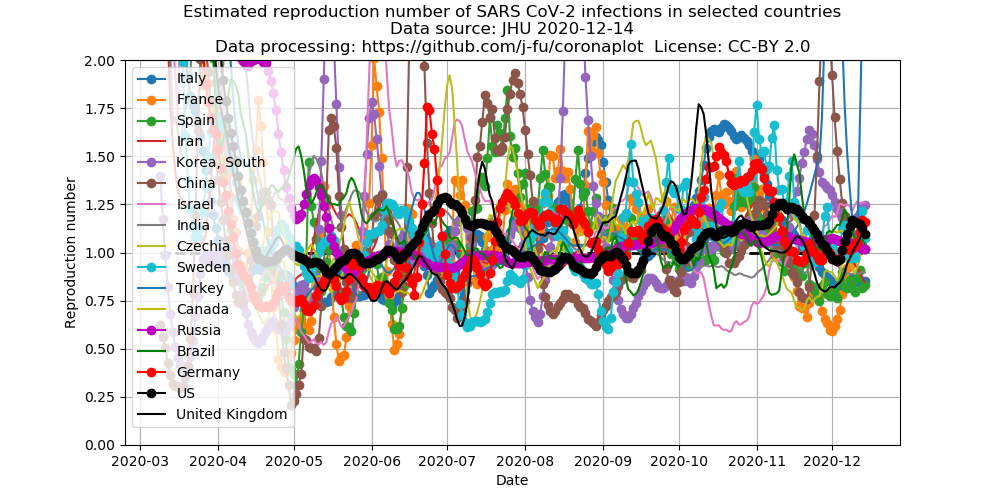 Estimated reproduction number of SARS CoV-2 infections in selected countries
Data source: JHU 2020-12-14
Data processing: https://github.com/j-fu/coronaplot  License: CC-BY 2.0
Reproduction number
2.00
1.75
1.50
1.25
1.00
0.75
0.50
0.25
0.00
Italy
France
Spain
Iran
Korea, South
China
Israel
India
Czechia
Sweden
Turkey
Canada
Russia
Brazil
Germany
US
United Kingdom
2020-03 2020-04 2020-05 2020-06 2020-07 2020-08 2020-09 2020-10 2020-11 2020-12
Date